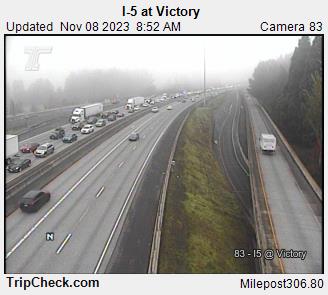 I-5 at Victory
Updated Nov 08 2023 8:52 AM Camera 83
N
83 - I5 @ Victory
TripCheck.com Milepost306.80